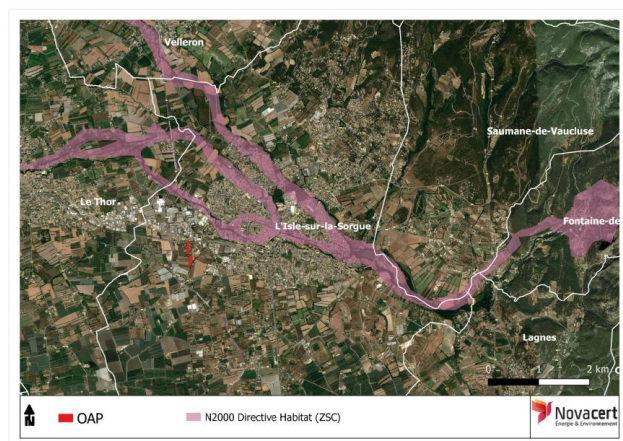 Velleron
Saumane-de-Vaucluse
Le Thor
L'Isle-sur-la-Sorgue
Fontaine-de
Lagnes
0 1 2 km
N
OAP
N2000 Directive Habitat (ZSC)
Novacert
Energie & Environnement